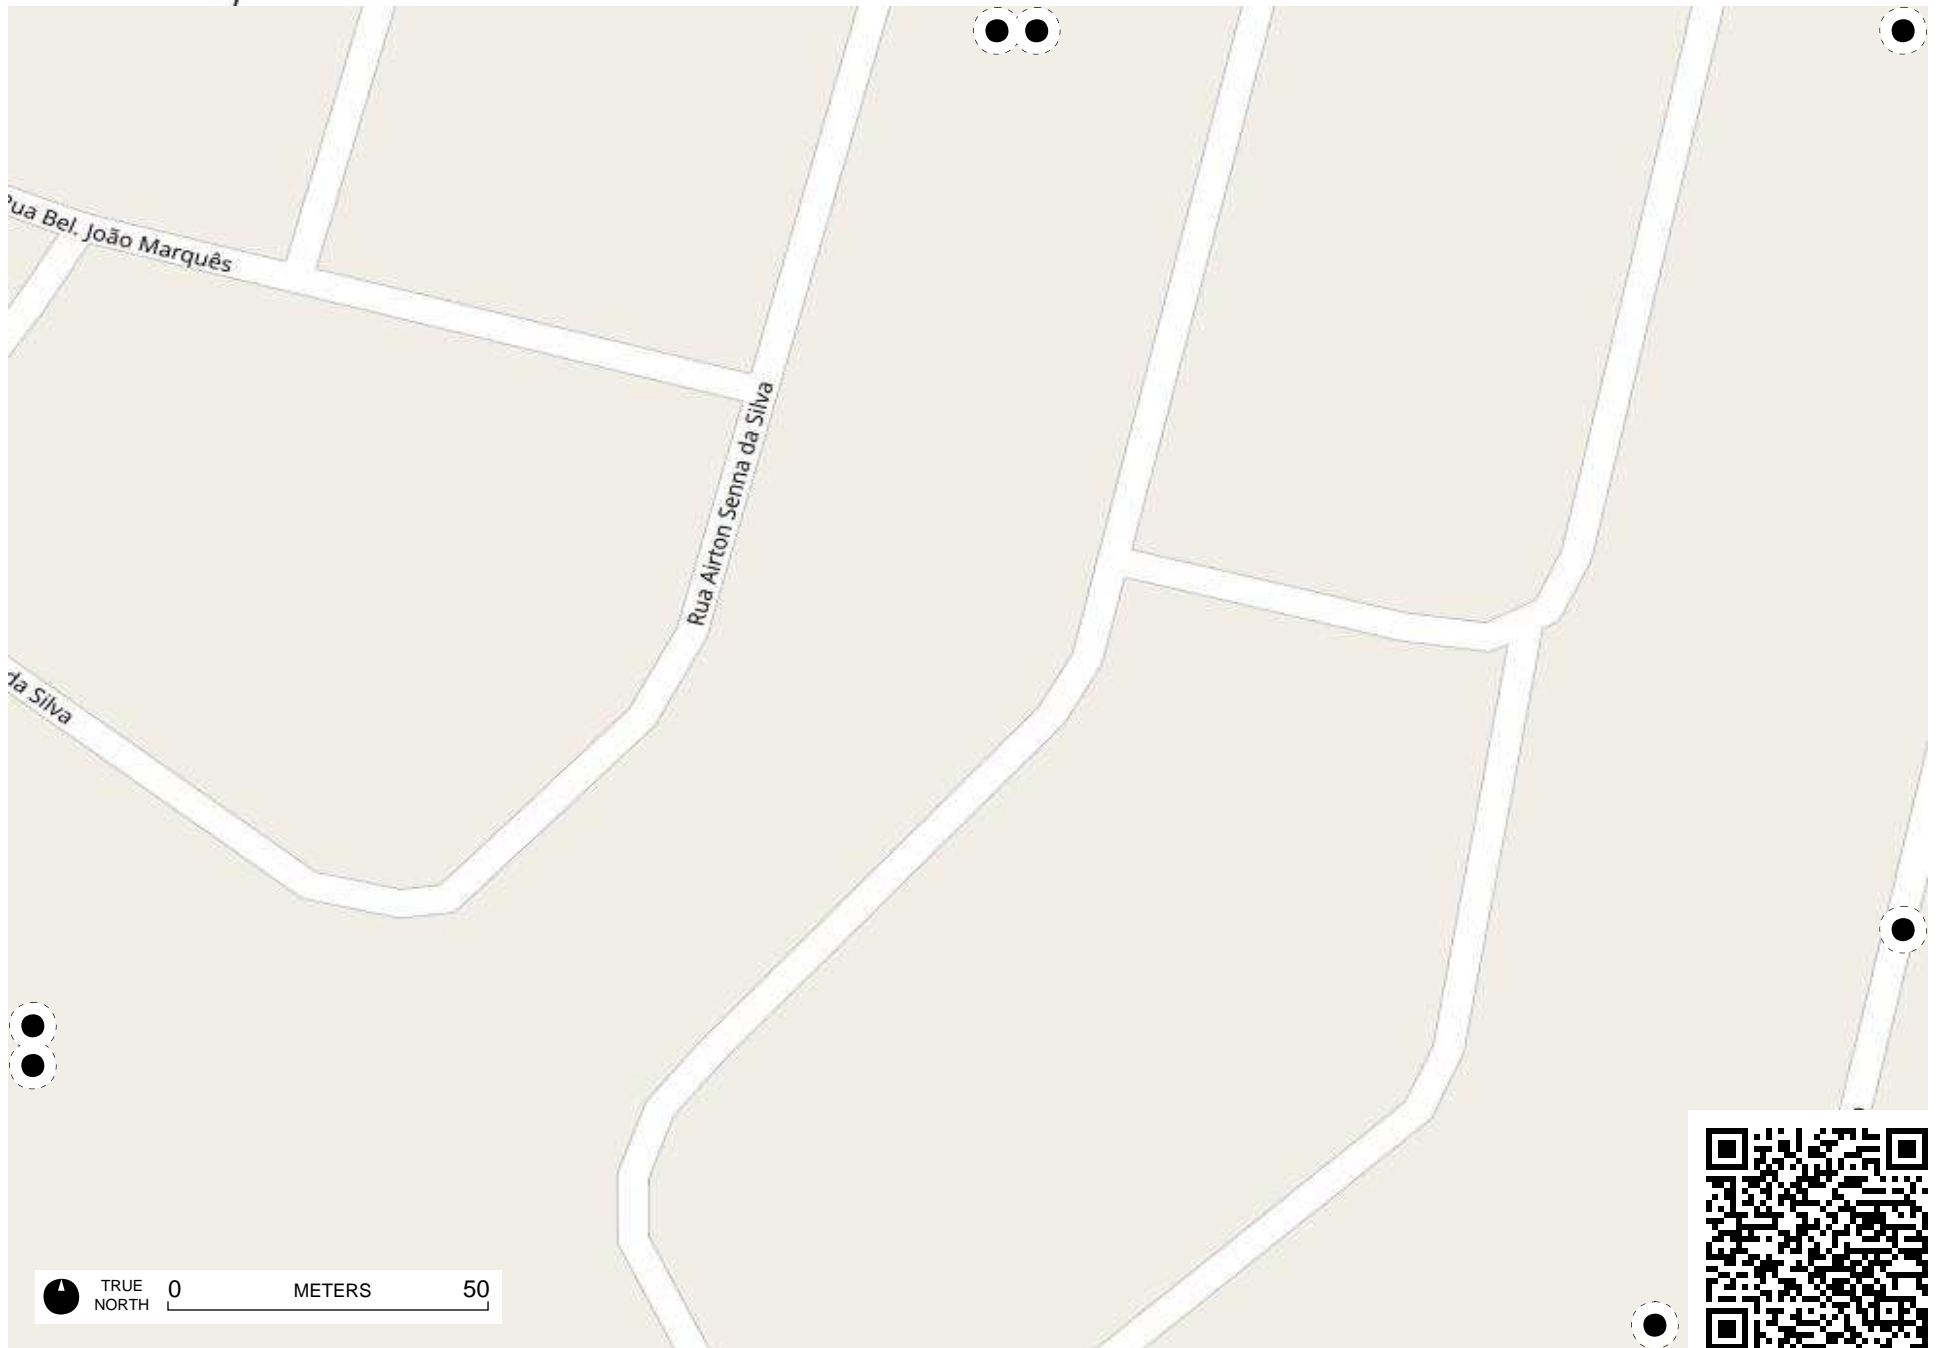 Rua Bel. João Marquês
Rua Airton Senna da Silva
da Silva
TRUE
NORTH
0 METERS 50